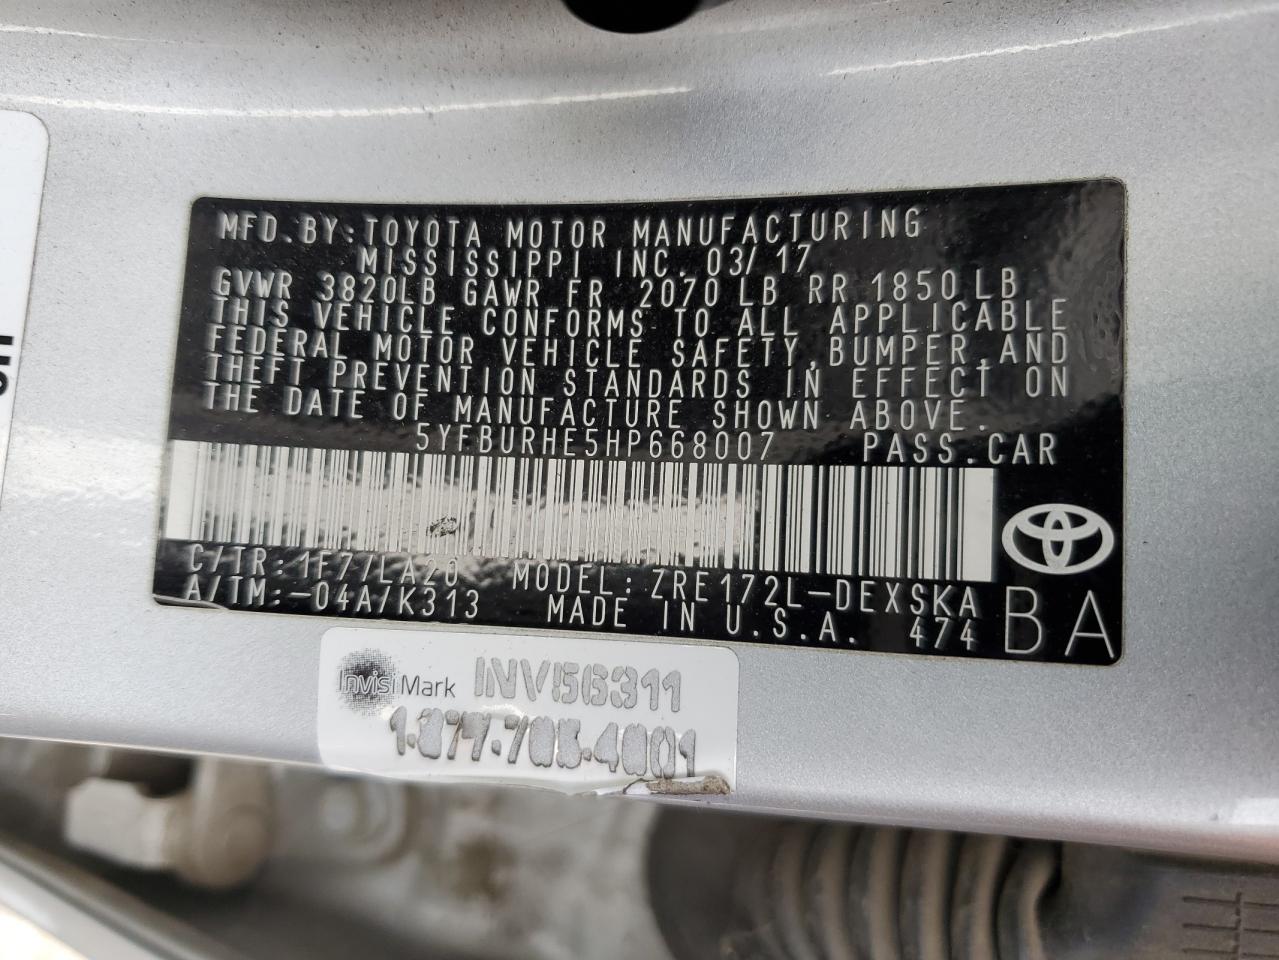 MFD.BY:TOYOTA MOTOR MANUFACTURING
MISSISSIPPI INC. 03/17
GVWR 3820LB GAWR FR 2070 LB RR 1850 LB
THIS VEHICLE CONFORMS TO ALL APPLICABLE
FEDERAL MOTOR VEHICLE SAFETY,BUMPER,AND
THEFT PREVENTION STANDARDS IN EFFECT ON
THE DATE OF MANUFACTURE SHOWN ABOVE.
5YFBURHE5HP668007 PASS.CAR
C/TR:1F77/LA20 MODEL:ZRE172L-DEXSKA
A/TM:-04A/K313 MADE IN U.S.A. 474
BA
InvisiMark INV56311
1.877.705.4001